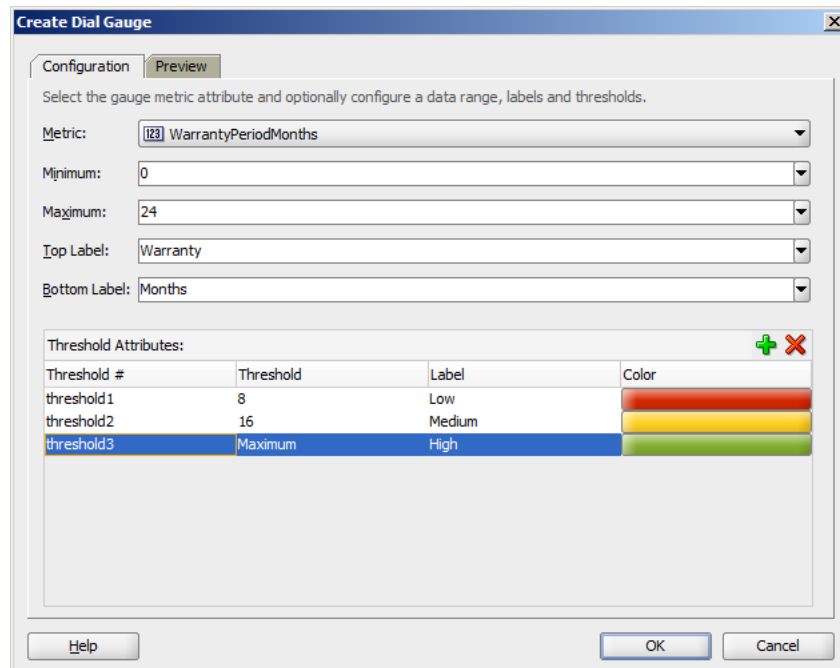 Create Dial Gauge
Configuration Preview
Select the gauge metric attribute and optionally configure a data range, labels and thresholds.
Metric: 123 WarrantyPeriodMonths
Minimum: 0
Maximum: 24
Top Label: Warranty
Bottom Label: Months
Threshold Attributes:
Threshold # Threshold Label Color
threshold1 8 Low
threshold2 16 Medium
threshold3 Maximum High
Help OK Cancel